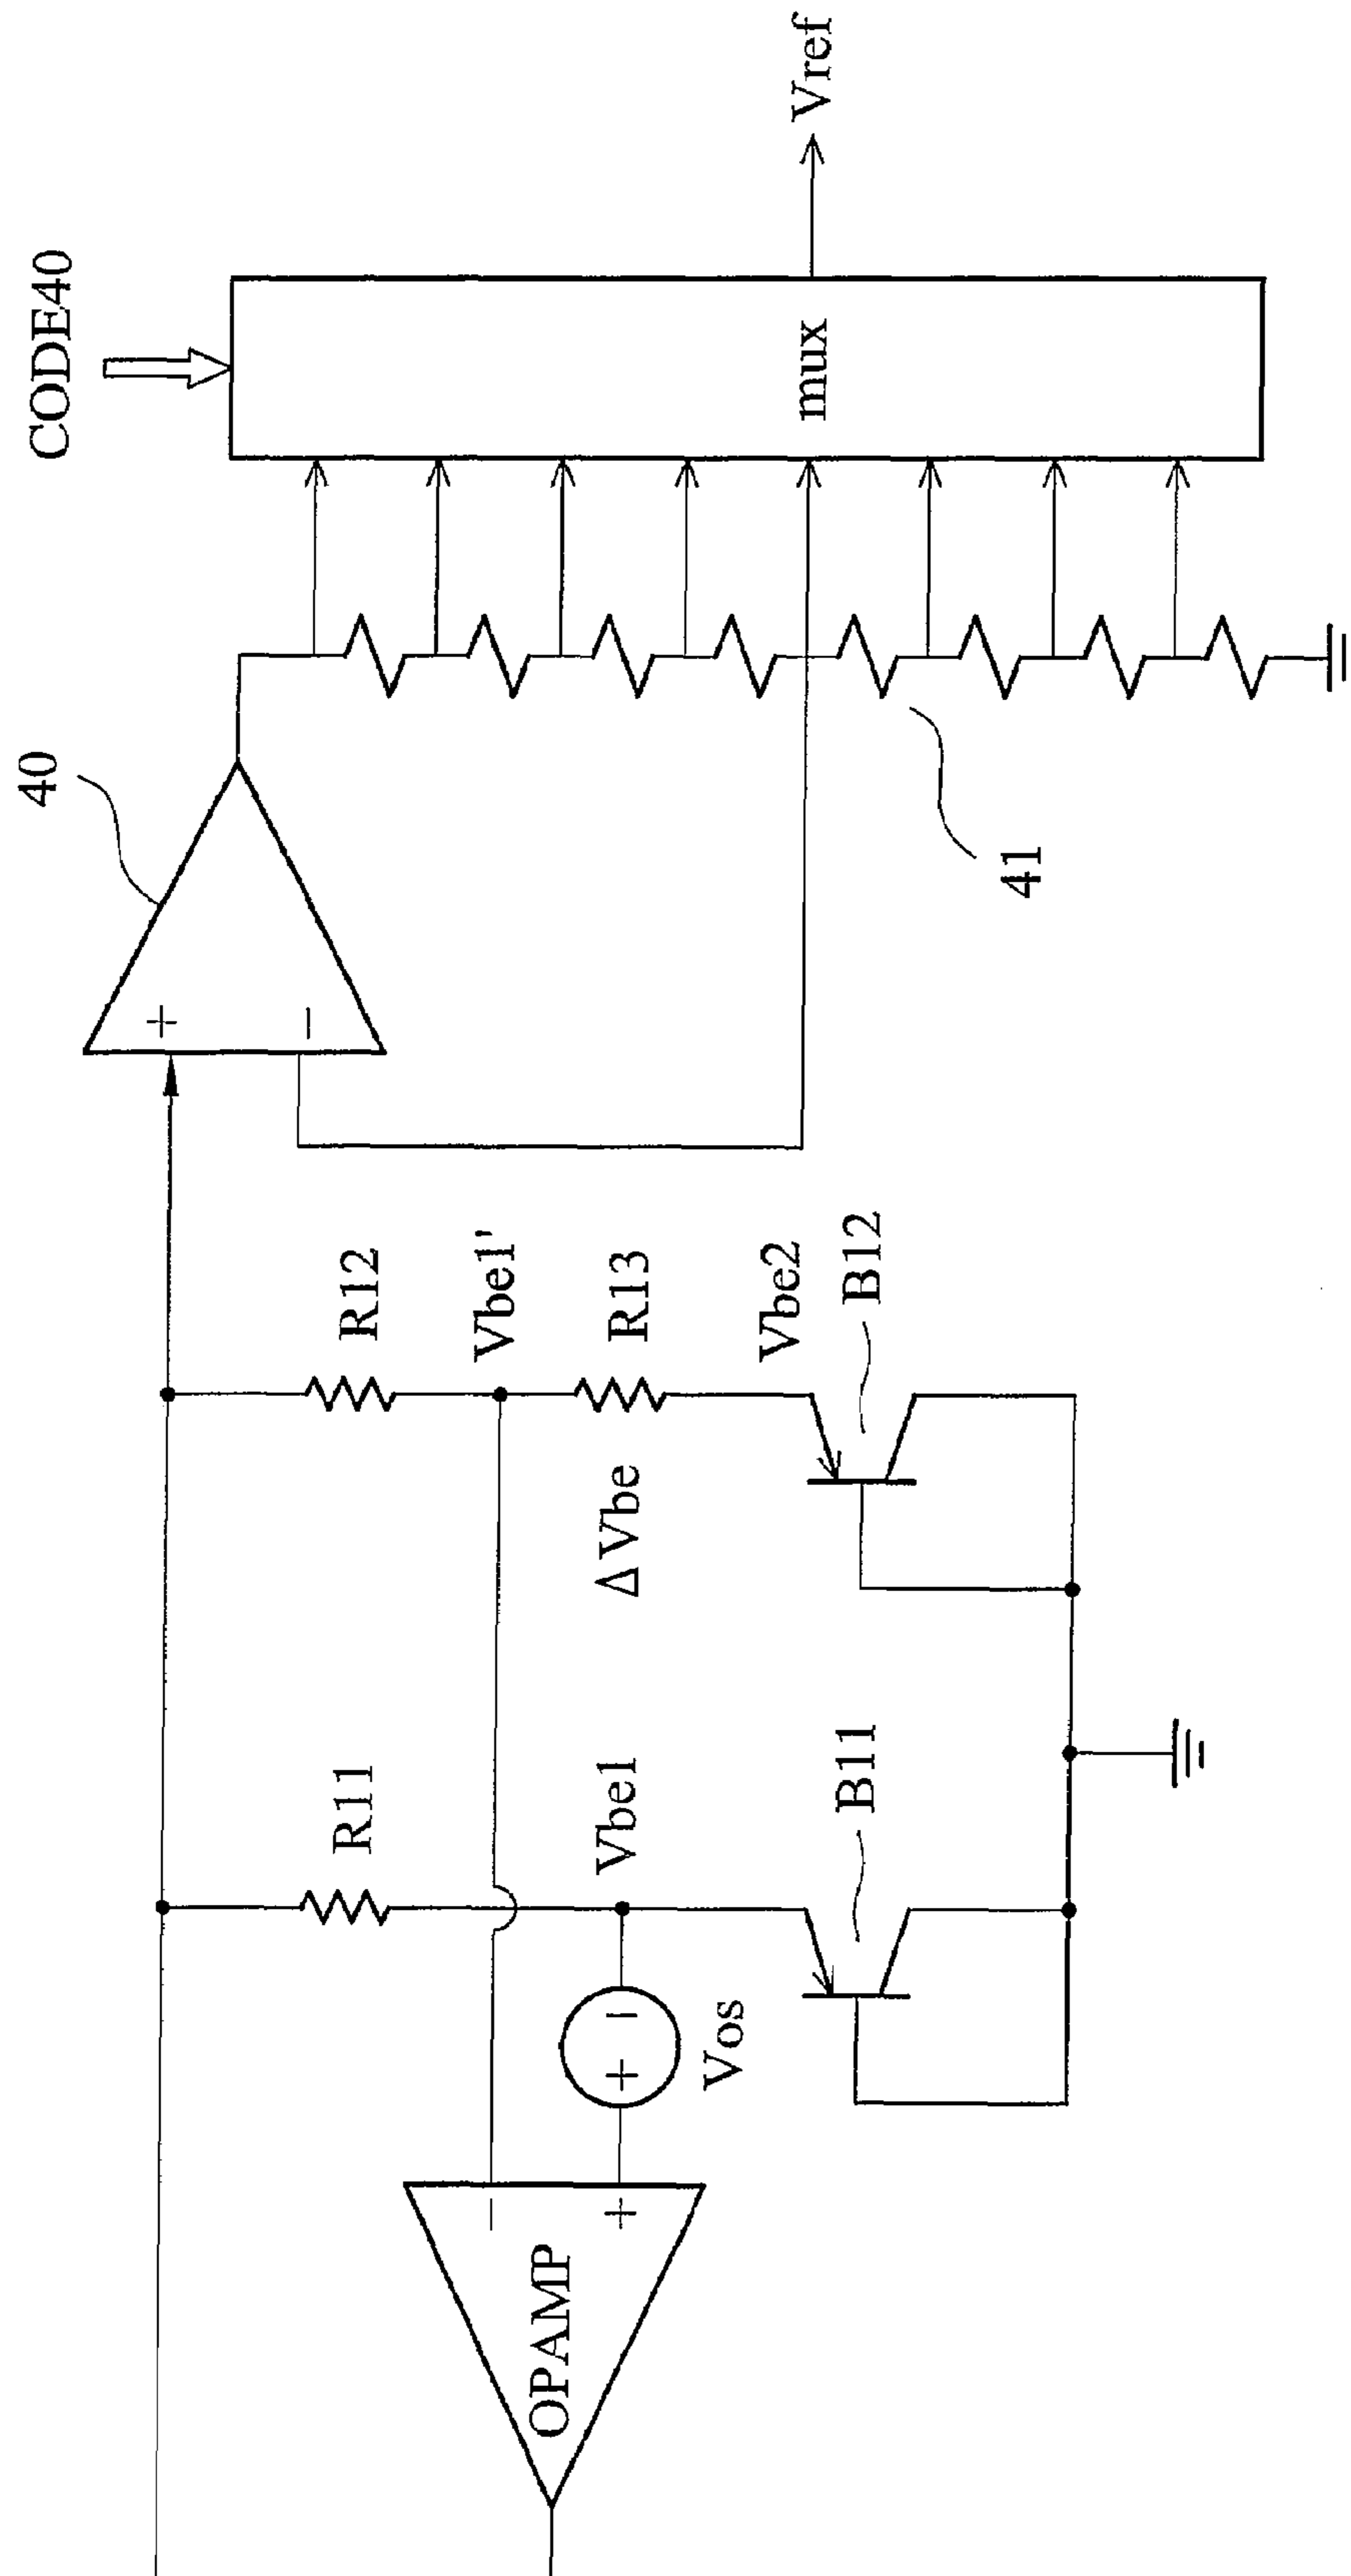 CODE40
40
mux
Vref
41
+
−
R12
Vbe1'
R13
ΔVbe
Vbe2
B12
R11
Vbe1
B11
− +
Vos
−
+
OPAMP